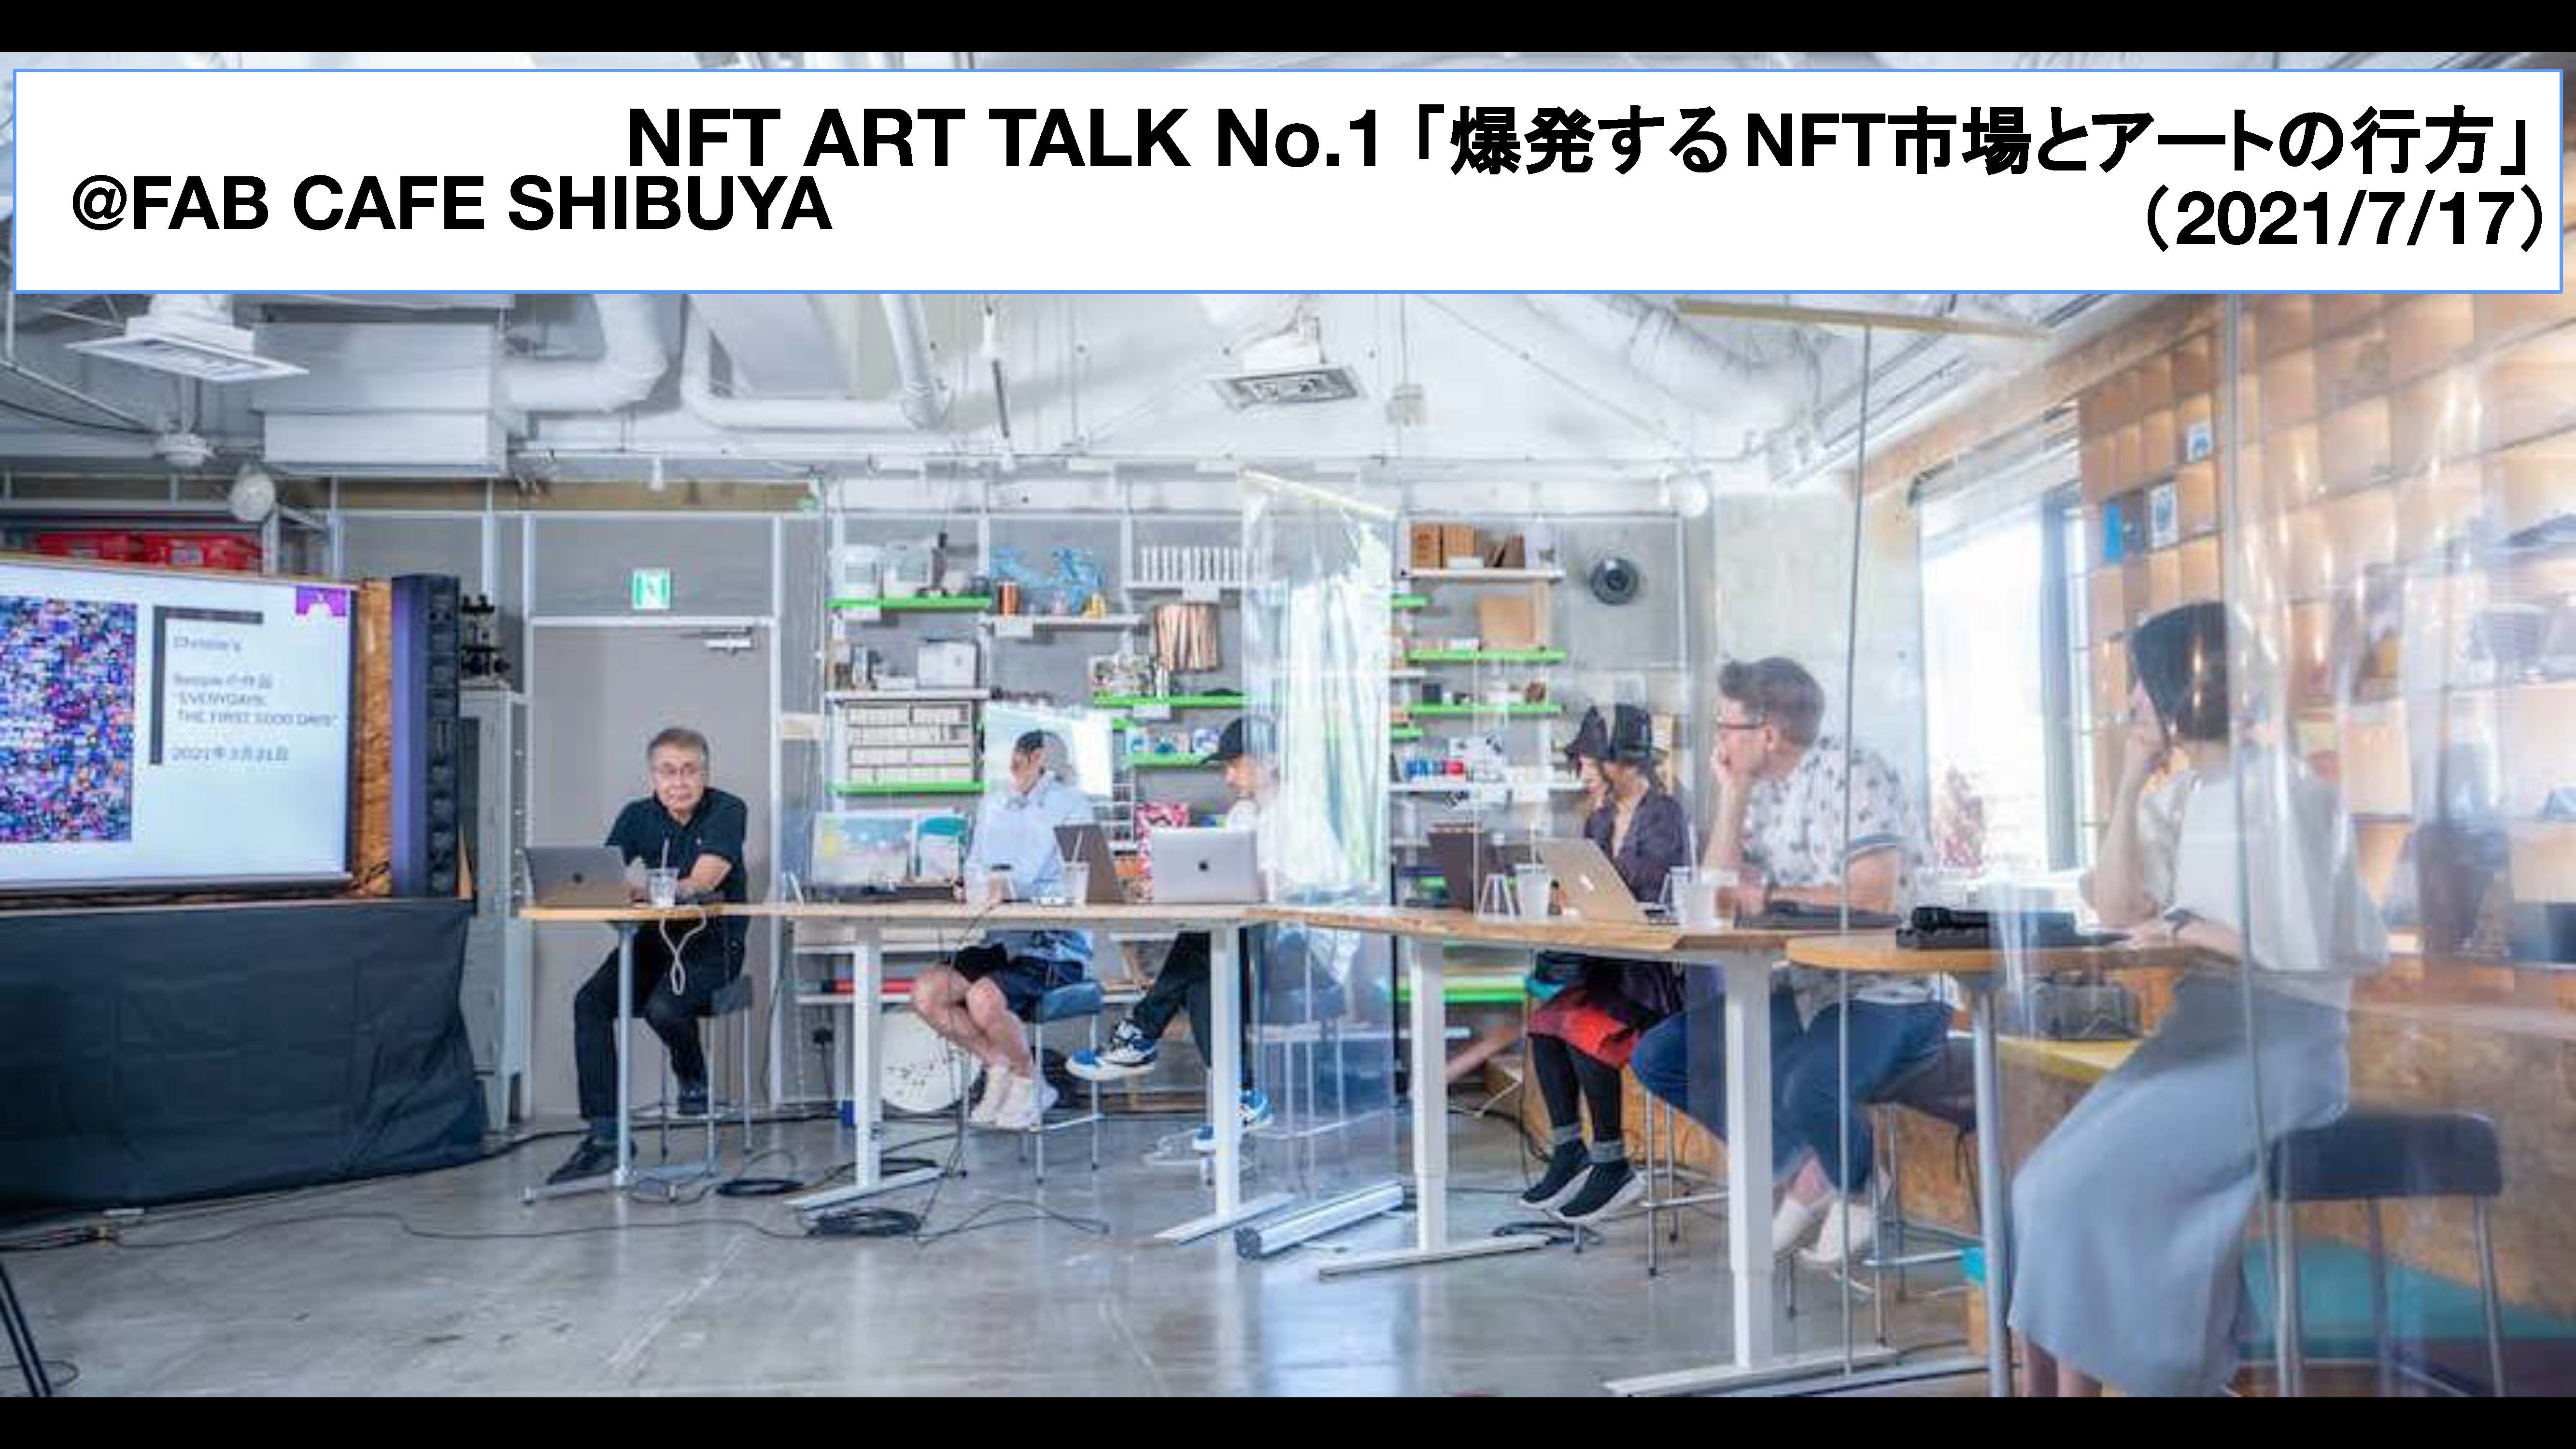 NFT ART TALK No.1「爆発するNFT市場とアートの行方」
@FAB CAFE SHIBUYA
(2021/7/17)
Christie's
Beepleの作品
"EVERYDAYS:
THE FIRST 5000 DAYS"
2021年3月21日